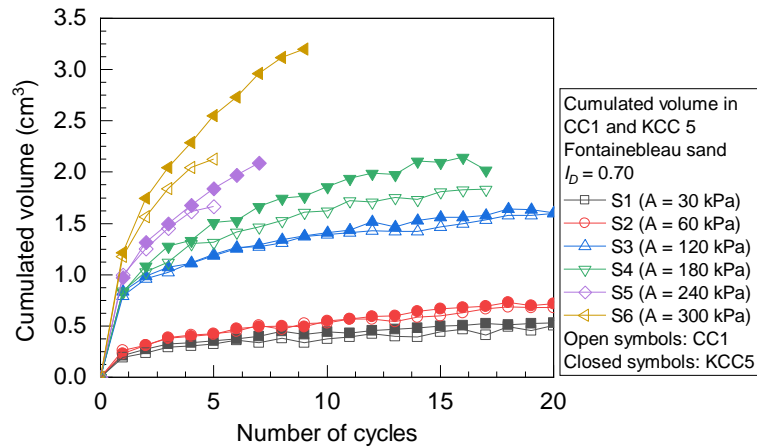 3.5
3.0
2.5
2.0
1.5
1.0
0.5
0.0
Cumulated volume (cm³)
0
5
10
15
20
Number of cycles
Cumulated volume in
CC1 and KCC 5
Fontainebleau sand
I_D = 0.70
S1 (A = 30 kPa)
S2 (A = 60 kPa)
S3 (A = 120 kPa)
S4 (A = 180 kPa)
S5 (A = 240 kPa)
S6 (A = 300 kPa)
Open symbols: CC1
Closed symbols: KCC5